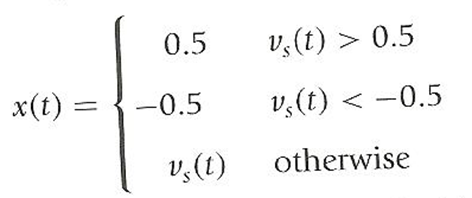 0.5 v_s(t) > 0.5
x(t) = { -0.5 v_s(t) < -0.5
v_s(t) otherwise